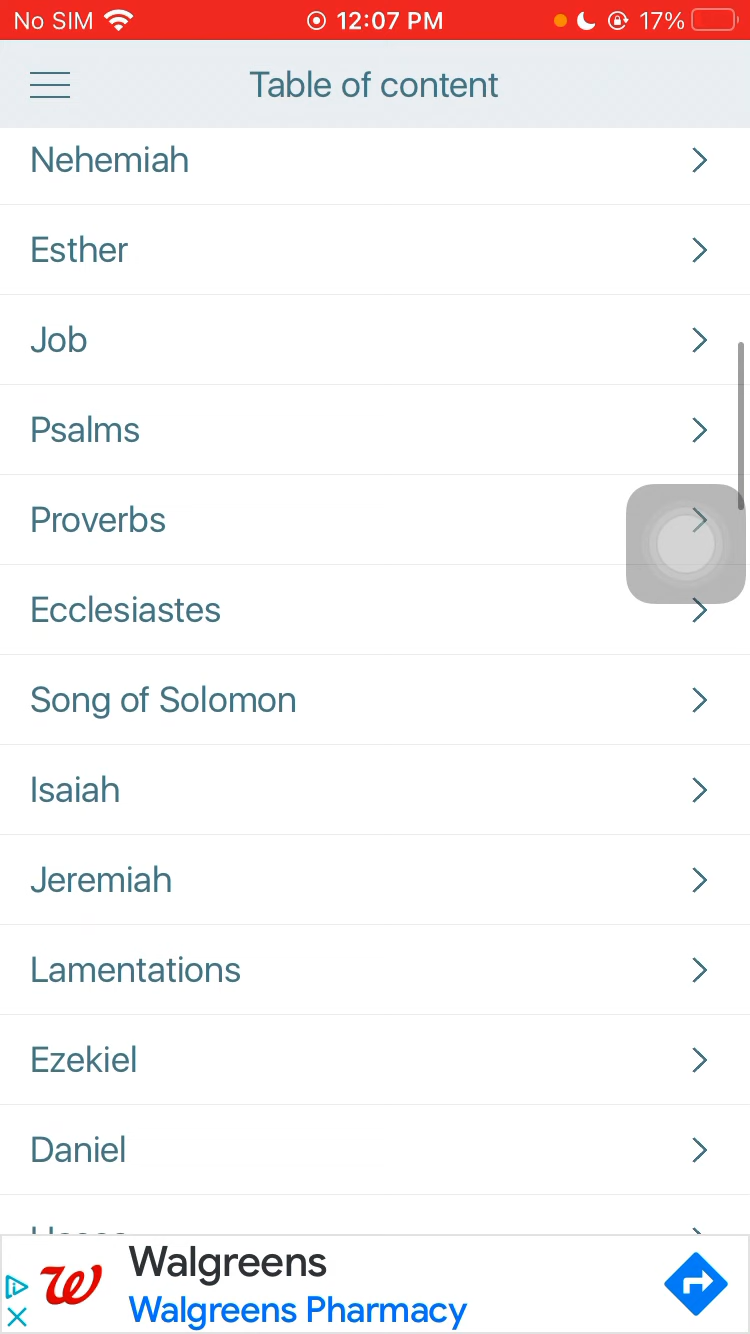 No SIM 12:07 PM 17%
Table of content
Nehemiah
Esther
Job
Psalms
Proverbs
Ecclesiastes
Song of Solomon
Isaiah
Jeremiah
Lamentations
Ezekiel
Daniel
Walgreens
Walgreens Pharmacy